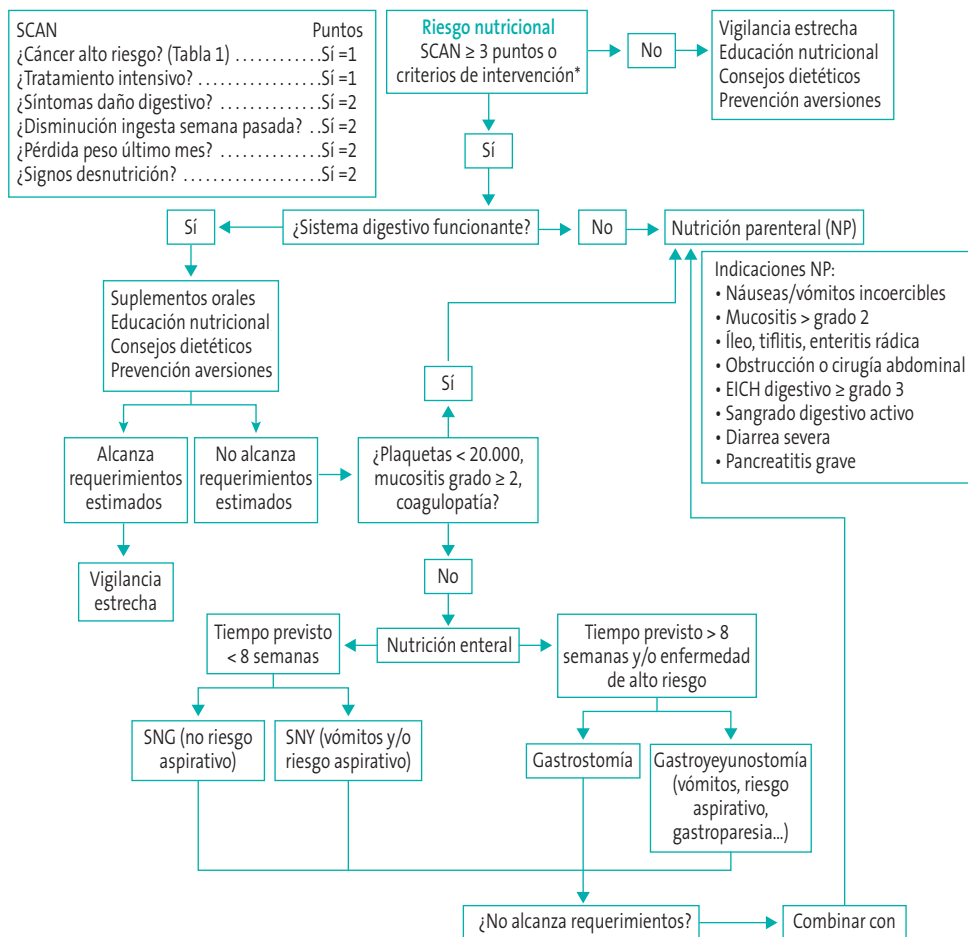 SCAN Puntos
¿Cáncer alto riesgo? (Tabla 1) ............Sí =1
¿Tratamiento intensivo? .................Sí =1
¿Síntomas daño digestivo? ..............Sí =2
¿Disminución ingesta semana pasada? ..Sí =2
¿Pérdida peso último mes? ..............Sí =2
¿Signos desnutrición? ...................Sí =2
Riesgo nutricional
SCAN ≥ 3 puntos o
criterios de intervención*
No
Vigilancia estrecha
Educación nutricional
Consejos dietéticos
Prevención aversiones
Sí
Sí
¿Sistema digestivo funcionante?
No
Nutrición parenteral (NP)
Indicaciones NP:
• Náuseas/vómitos incoercibles
• Mucositis > grado 2
• Íleo, tiflitis, enteritis rádica
• Obstrucción o cirugía abdominal
• EICH digestivo ≥ grado 3
• Sangrado digestivo activo
• Diarrea severa
• Pancreatitis grave
Suplementos orales
Educación nutricional
Consejos dietéticos
Prevención aversiones
Sí
Alcanza
requerimientos
estimados
No alcanza
requerimientos
estimados
¿Plaquetas < 20.000,
mucositis grado ≥ 2,
coagulopatía?
Vigilancia
estrecha
No
Tiempo previsto
< 8 semanas
Nutrición enteral
Tiempo previsto > 8
semanas y/o enfermedad
de alto riesgo
SNG (no riesgo
aspirativo)
SNY (vómitos y/o
riesgo aspirativo)
Gastrostomía
Gastroyeyunostomía
(vómitos, riesgo
aspirativo,
gastroparesia...)
¿No alcanza requerimientos?
Combinar con